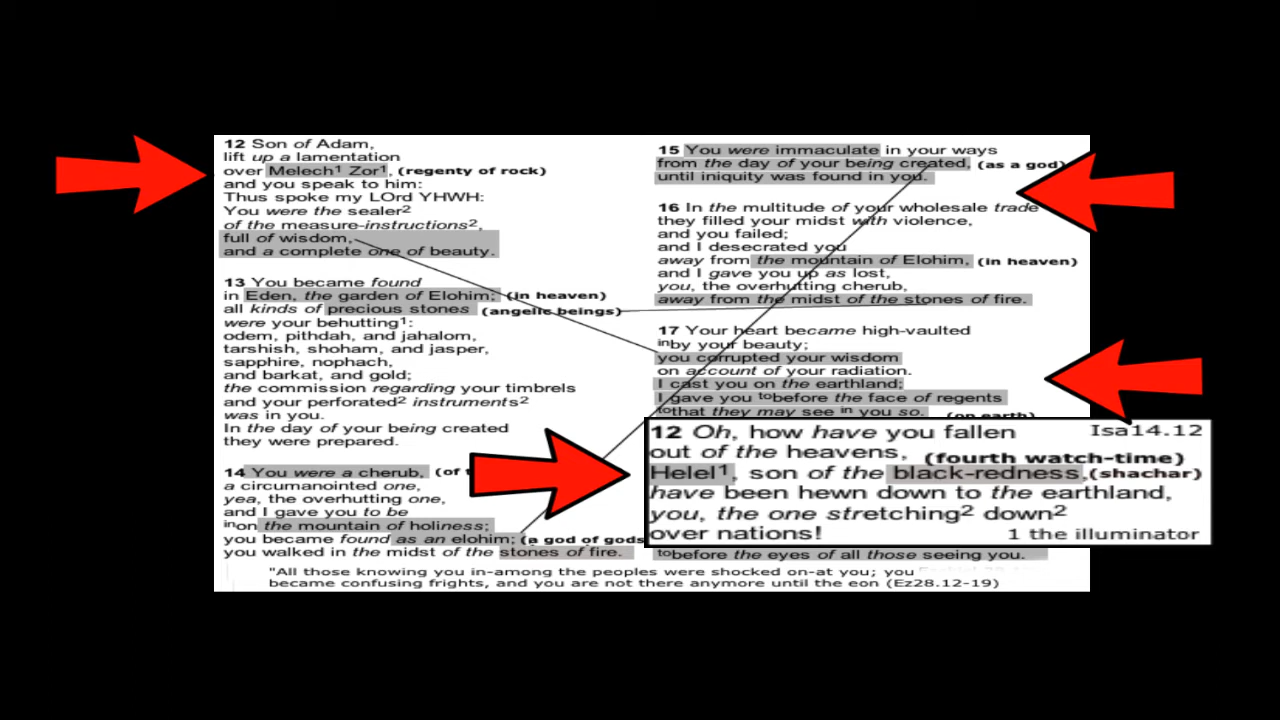 12 Son of Adam,
lift up a lamentation
over Melech¹ Zor¹, (regenty of rock)
and you speak to him:
Thus spoke my LOrd YHWH:
You were the sealer²
of the measure-instructions²,
full of wisdom,
and a complete one of beauty.
13 You became found
in Eden, the garden of Elohim; (in heaven)
all kinds of precious stones (angelic beings)
were your behutting¹:
odem, pithdah, and jahalom,
tarshish, shoham, and jasper,
sapphire, nophach,
and barkat, and gold;
the commission regarding your timbrels
and your perforated² instruments²
was in you.
In the day of your being created
they were prepared.
14 You were a cherub, (of t
a circumanointed one,
yea, the overhutting one,
and I gave you to be
inon the mountain of holiness;
you became found as an elohim; (a god of gods
you walked in the midst of the stones of fire.
15 You were immaculate in your ways
from the day of your being created, (as a god)
until iniquity was found in you.
16 In the multitude of your wholesale trade
they filled your midst with violence,
and you failed;
and I desecrated you
away from the mountain of Elohim, (in heaven)
and I gave you up as lost,
you, the overhutting cherub,
away from the midst of the stones of fire.
17 Your heart became high-vaulted
inby your beauty;
you corrupted your wisdom
on account of your radiation.
I cast you on the earthland;
I gave you tobefore the face of regents
tothat they may see in you so. (on earth)
12 Oh, how have you fallen Isa14.12
out of the heavens, (fourth watch-time)
Helel¹, son of the black-redness, (shachar)
have been hewn down to the earthland,
you, the one stretching² down²
over nations! 1 the illuminator
tobefore the eyes of all those seeing you.
"All those knowing you in-among the peoples were shocked on-at you; you
became confusing frights, and you are not there anymore until the eon (Ez28.12-19)